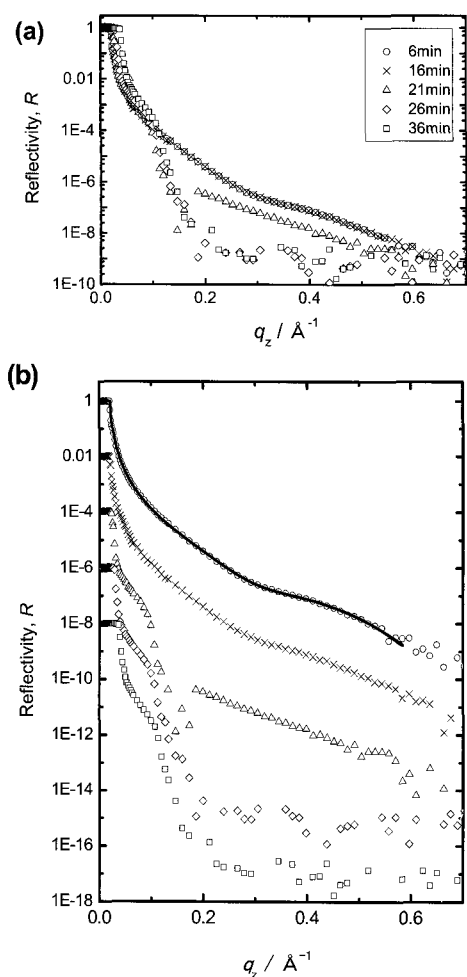 (a)
1
0.01
1E-4
1E-6
1E-8
1E-10
Reflectivity, R
6min
16min
21min
26min
36min
0.0 0.2 0.4 0.6
qz / Å-1
(b)
1
0.01
1E-4
1E-6
1E-8
1E-10
1E-12
1E-14
1E-16
1E-18
Reflectivity, R
0.0 0.2 0.4 0.6
qz / Å-1